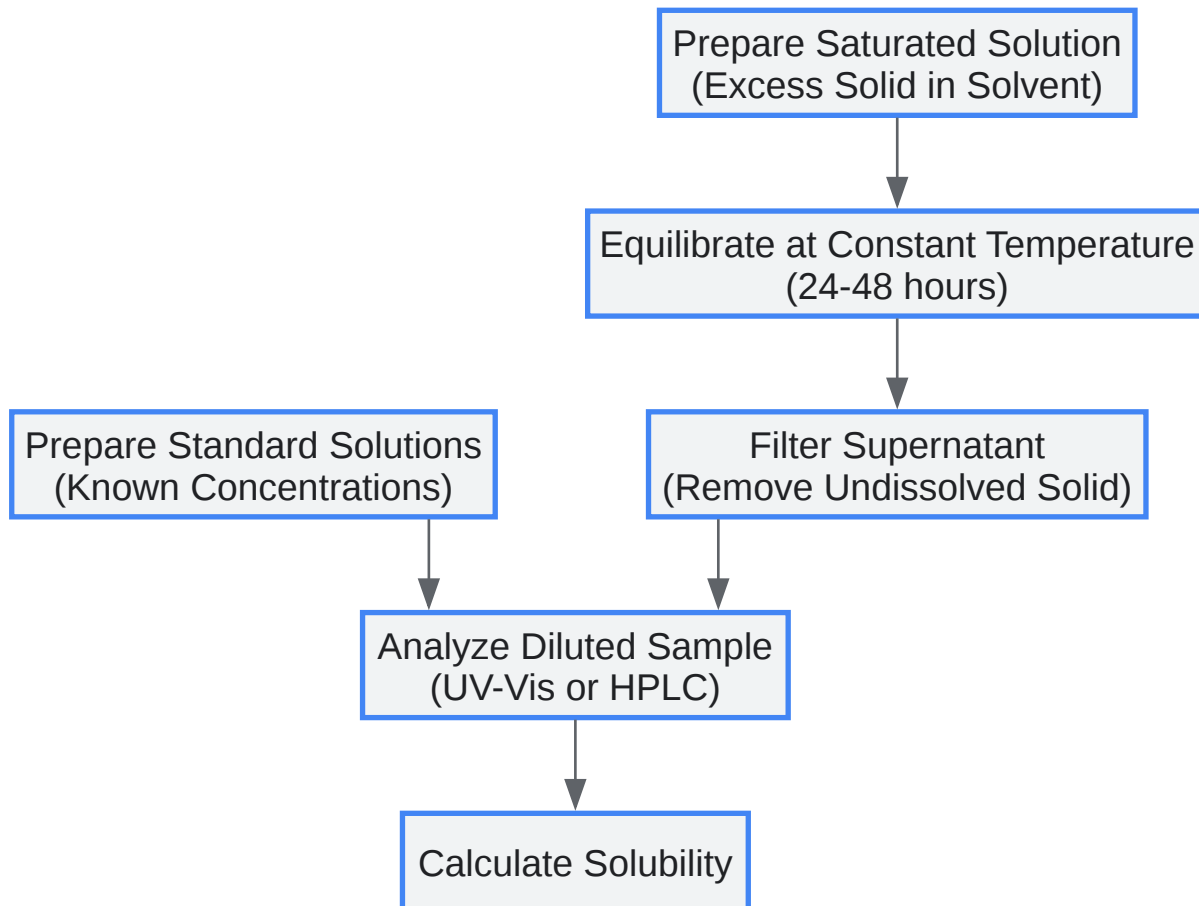 Prepare Saturated Solution
(Excess Solid in Solvent)
Equilibrate at Constant Temperature
(24-48 hours)
Prepare Standard Solutions
(Known Concentrations)
Filter Supernatant
(Remove Undissolved Solid)
Analyze Diluted Sample
(UV-Vis or HPLC)
Calculate Solubility